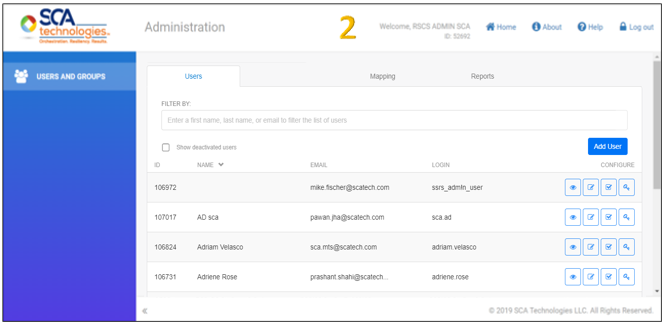 SCA
technologies
Orchestration. Resiliency. Results
Administration
2
Welcome, RSCS ADMIN SCA
ID: 52692
Home
About
Help
Log out
USERS AND GROUPS
Users
Mapping
Reports
FILTER BY:
Enter a first name, last name, or email to filter the list of users
Show deactivated users
Add User
ID NAME EMAIL LOGIN CONFIGURE
106972 mike.fischer@scatech.com ssrs_admin_user
107017 AD sca pawan.jha@scatech.com sca.ad
106824 Adriam Velasco sca.mts@scatech.com adriam.velasco
106731 Adriene Rose prashant.shahi@scatech... adriene.rose
© 2019 SCA Technologies LLC. All Rights Reserved.